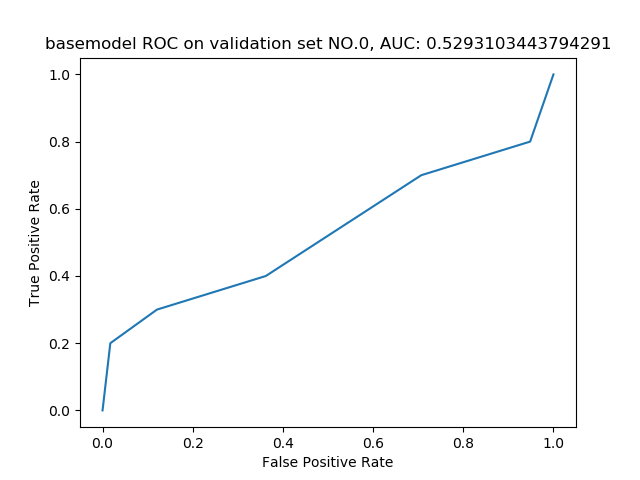 basemodel ROC on validation set NO.0, AUC: 0.5293103443794291
1.0
0.8
0.6
0.4
0.2
0.0
True Positive Rate
0.0 0.2 0.4 0.6 0.8 1.0
False Positive Rate